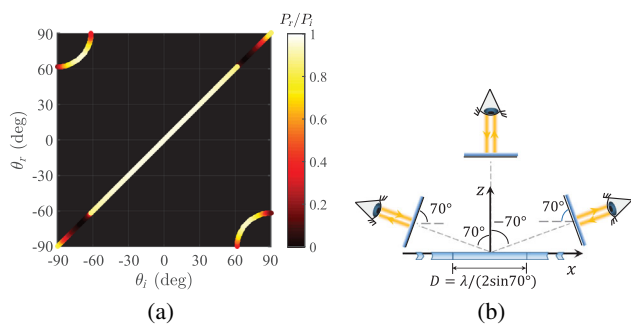 P_r/P_i
90
60
30
0
-30
-60
-90
θ_r (deg)
-90 -60 -30 0 30 60 90
θ_i (deg)
1
0.8
0.6
0.4
0.2
0
(a)
z
70°
70°
70°
-70°
D = λ/(2sin70°)
x
(b)